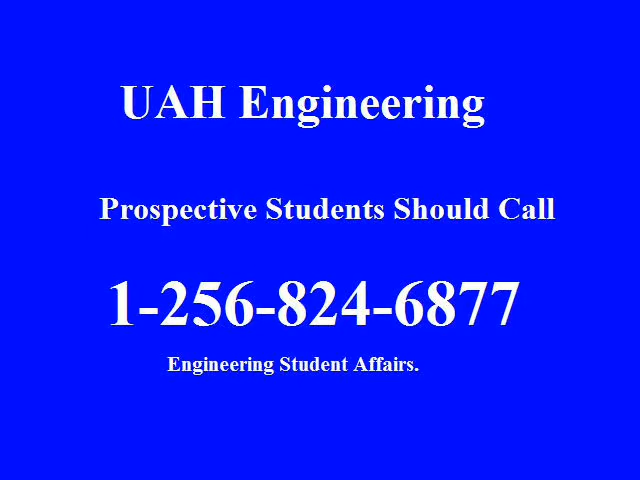 UAH Engineering
Prospective Students Should Call
1-256-824-6877
Engineering Student Affairs.